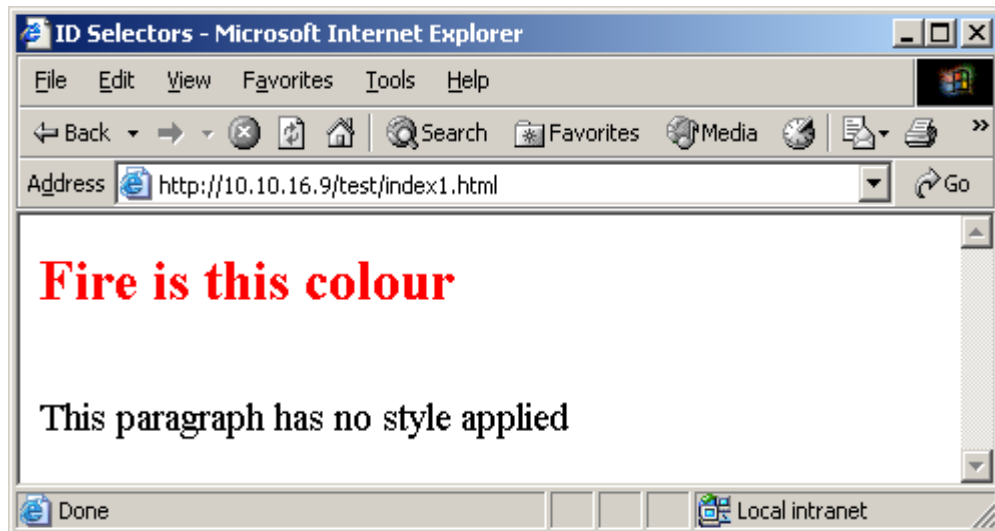 ID Selectors - Microsoft Internet Explorer
File Edit View Favorites Tools Help
Back Search Favorites Media »
Address http://10.10.16.9/test/index1.html Go
Fire is this colour
This paragraph has no style applied
Done Local intranet